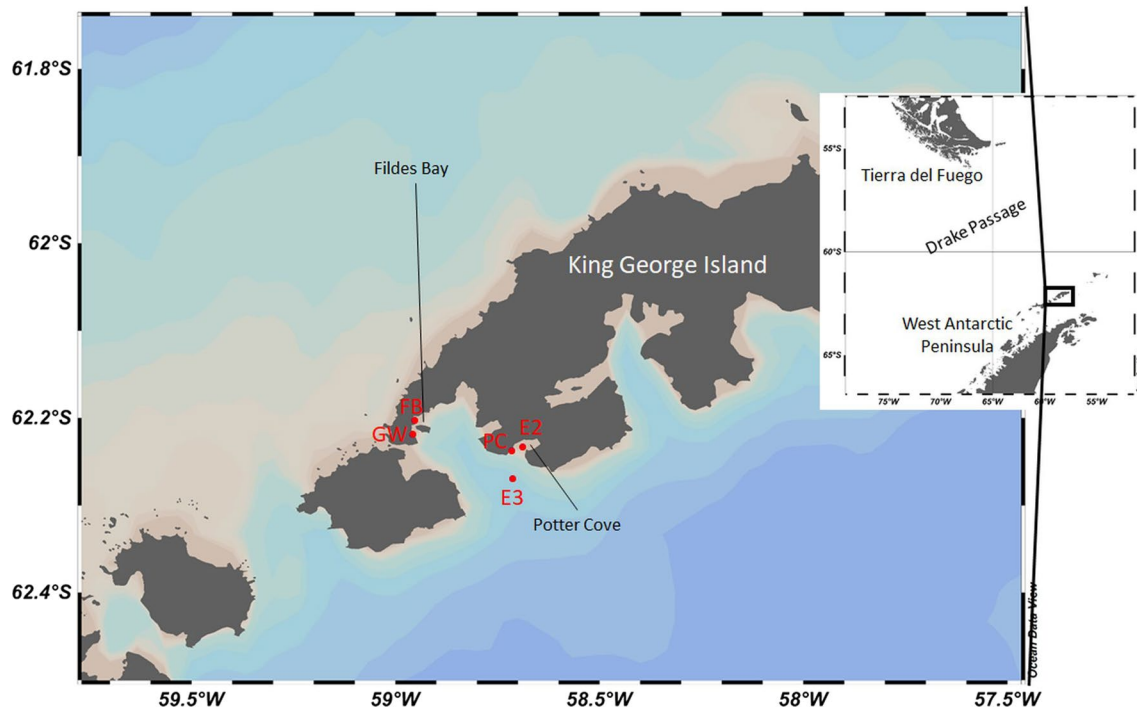 61.8°S
62°S
62.2°S
62.4°S
59.5°W
59°W
58.5°W
58°W
57.5°W
Fildes Bay
King George Island
FB
GW
PC
E2
E3
Potter Cove
Ocean Data View
Tierra del Fuego
Drake Passage
West Antarctic
Peninsula
55°S
60°S
65°S
75°W
70°W
65°W
60°W
55°W